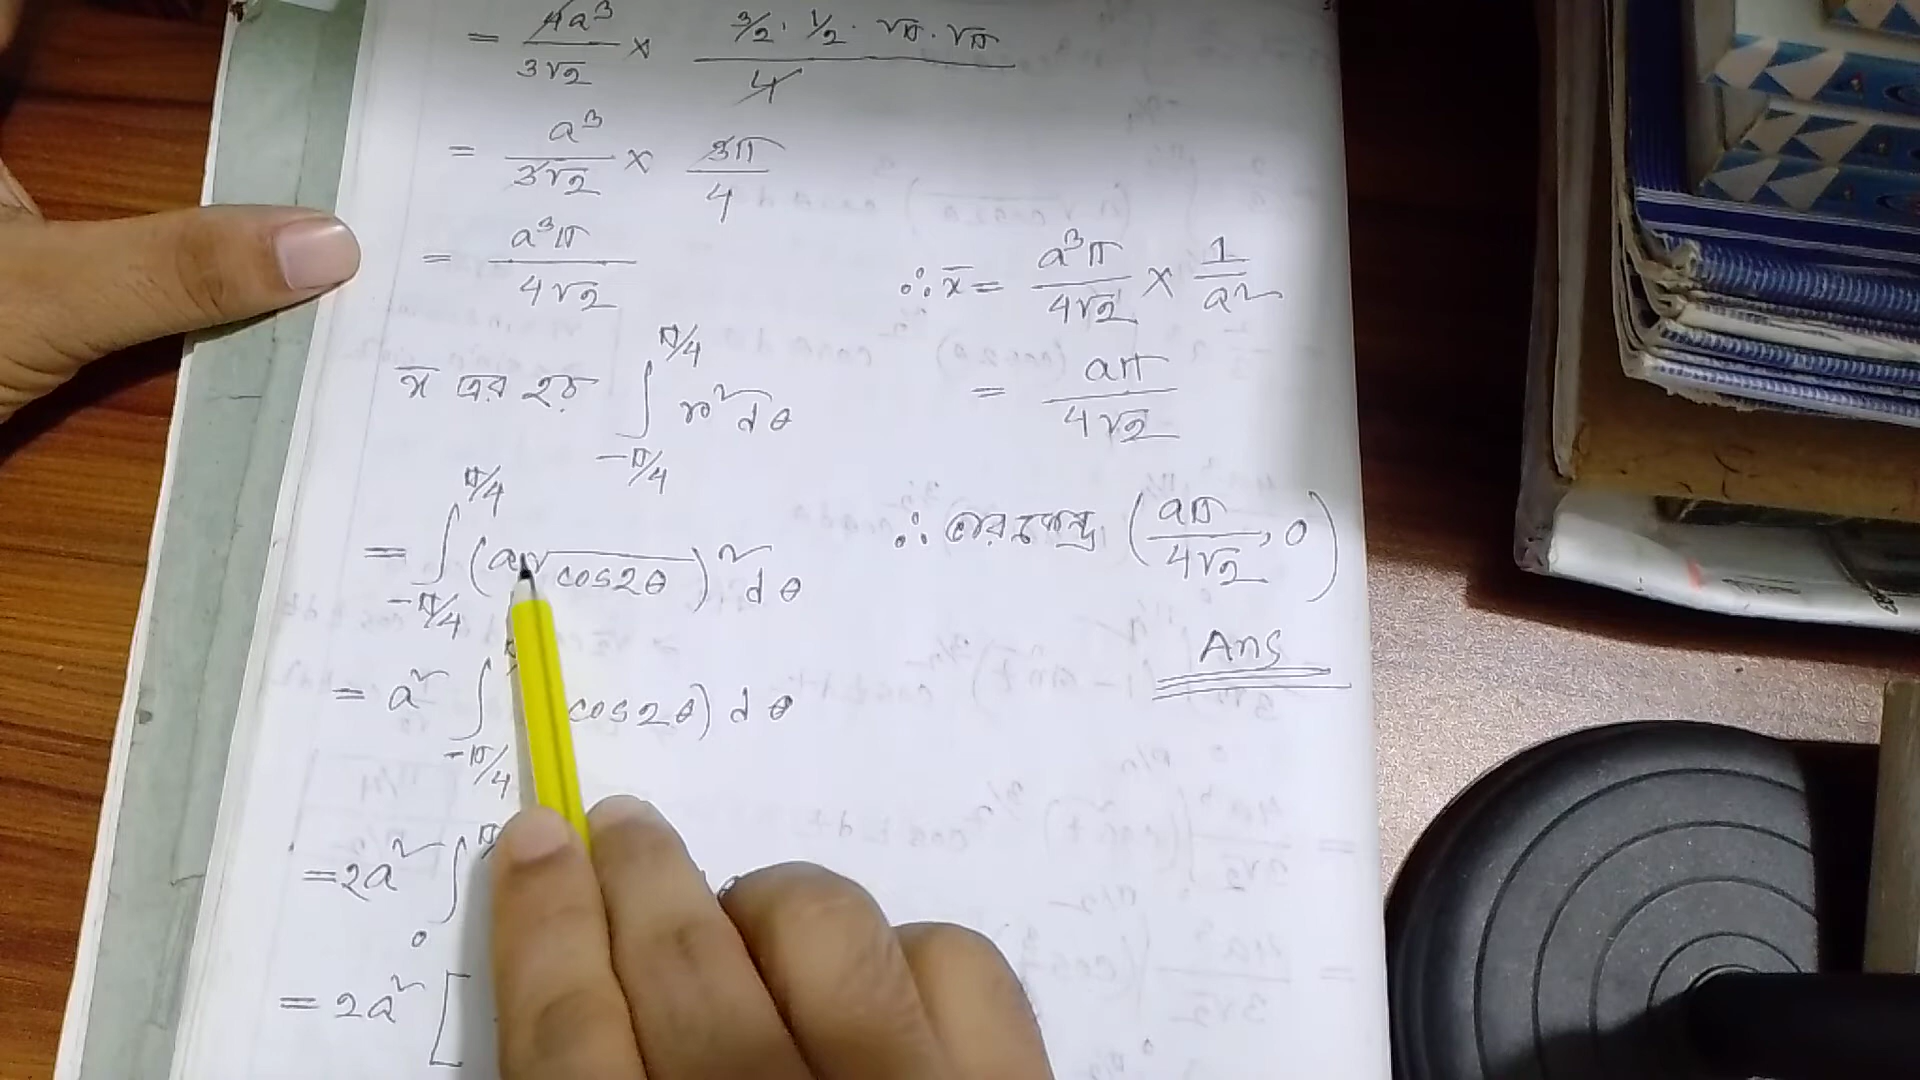 = 4a³/3√2 × 3/2 · 1/2 · √π · √π / 4
= a³/3√2 × 3π/4
= a³π/4√2
x̄ এর হর ∫_{-π/4}^{π/4} r² dθ
= ∫_{-π/4}^{π/4} (a√cos2θ)² dθ
= a² ∫_{-π/4} cos2θ) dθ
= 2a² ∫_0
= 2a² [
∴ x̄ = a³π/4√2 × 1/a²
= aπ/4√2
∴ ভরকেন্দ্র (aπ/4√2, 0)
Ans